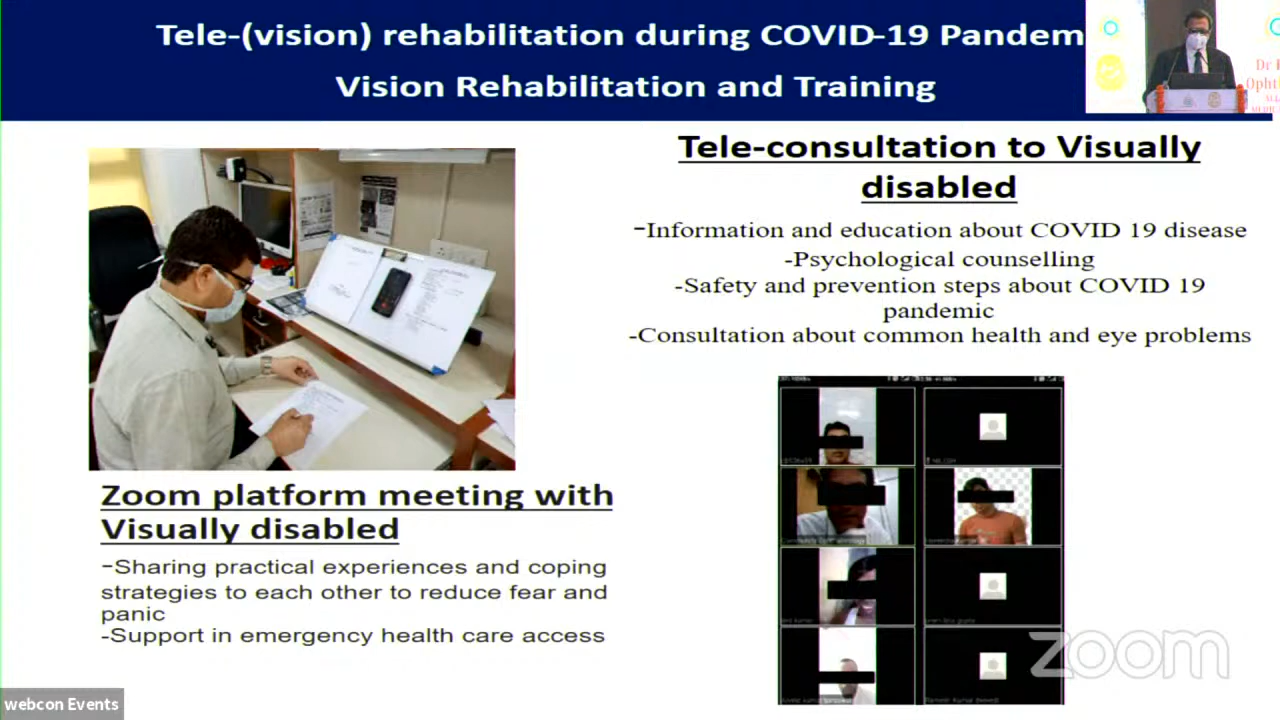 Tele-(vision) rehabilitation during COVID-19 Pandem
Vision Rehabilitation and Training
Tele-consultation to Visually
disabled
-Information and education about COVID 19 disease
-Psychological counselling
-Safety and prevention steps about COVID 19
pandemic
-Consultation about common health and eye problems
Zoom platform meeting with
Visually disabled
-Sharing practical experiences and coping
strategies to each other to reduce fear and
panic
-Support in emergency health care access
zoom
webcon Events
Dr